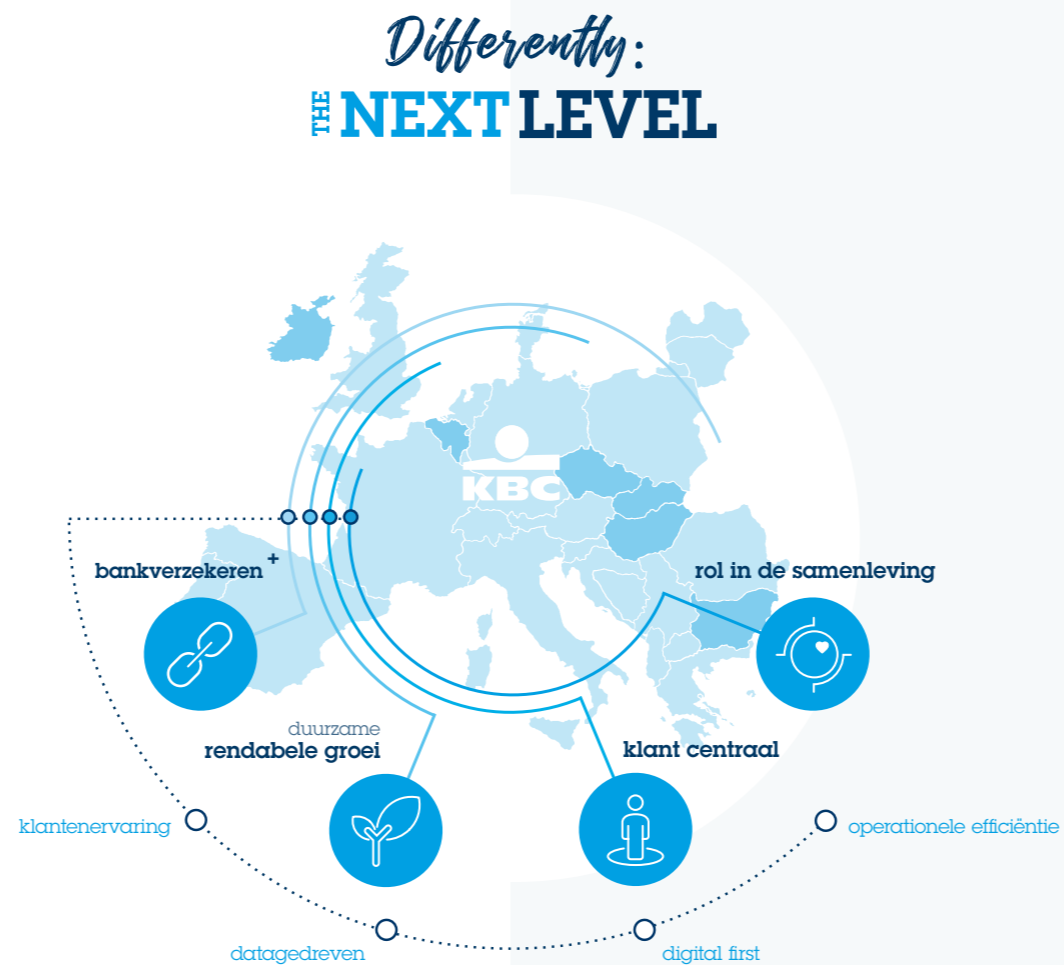 Differently:
THE NEXT LEVEL
KBC
bankverzekeren +
rol in de samenleving
duurzame
rendabele groei
klant centraal
klantenervaring
operationele efficiëntie
datagedreven
digital first